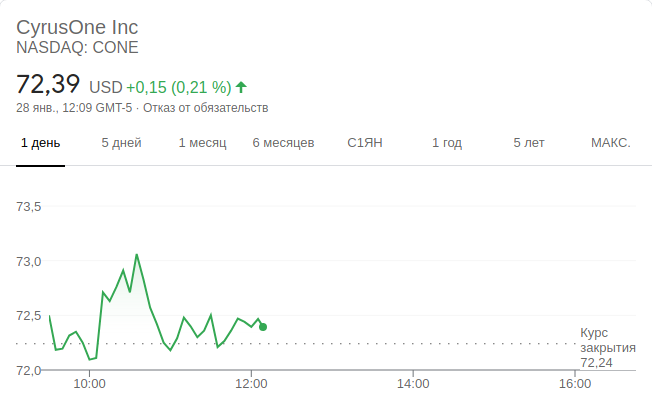 CyrusOne Inc
NASDAQ: CONE
72,39 USD +0,15 (0,21 %)
28 янв., 12:09 GMT-5 · Отказ от обязательств
1 день 5 дней 1 месяц 6 месяцев С1ЯН 1 год 5 лет МАКС.
73,5
73,0
72,5
Курс
закрытия
72,24
72,0
10:00 12:00 14:00 16:00